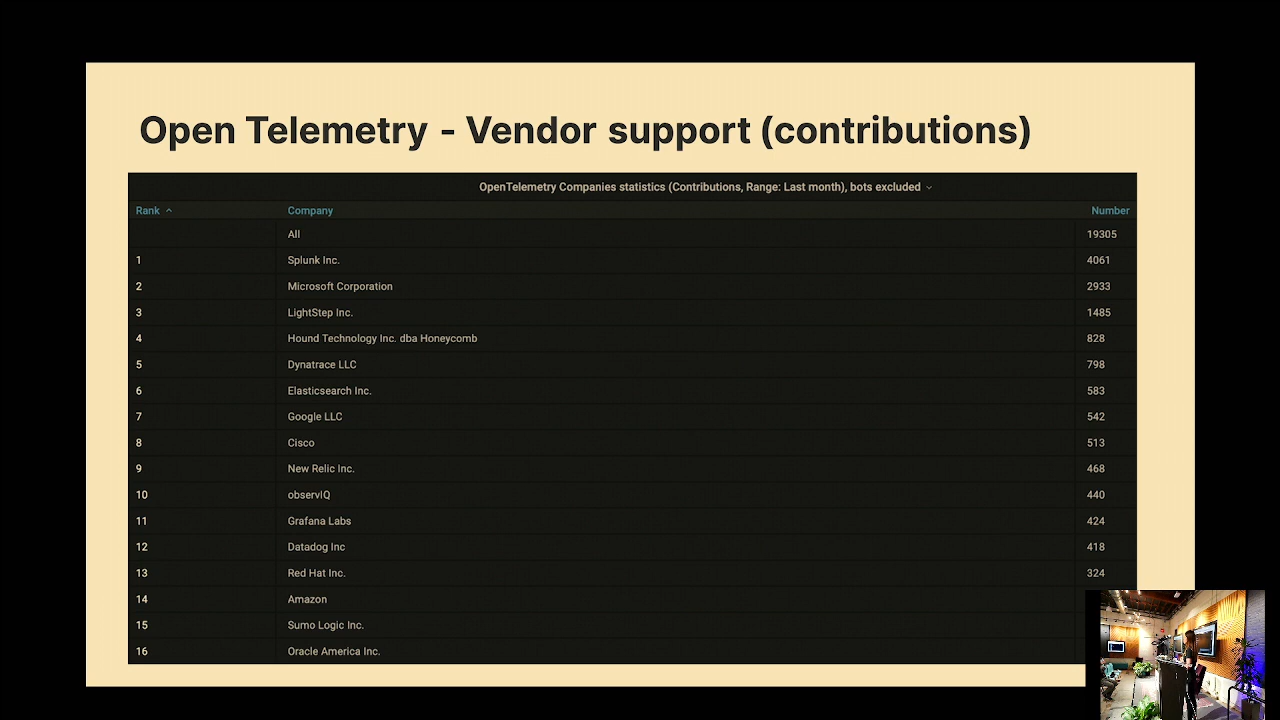 Open Telemetry - Vendor support (contributions)
OpenTelemetry Companies statistics (Contributions, Range: Last month), bots excluded
Rank Company Number
All 19305
1 Splunk Inc. 4061
2 Microsoft Corporation 2933
3 LightStep Inc. 1485
4 Hound Technology Inc. dba Honeycomb 828
5 Dynatrace LLC 798
6 Elasticsearch Inc. 583
7 Google LLC 542
8 Cisco 513
9 New Relic Inc. 468
10 observIQ 440
11 Grafana Labs 424
12 Datadog Inc 418
13 Red Hat Inc. 324
14 Amazon
15 Sumo Logic Inc.
16 Oracle America Inc.